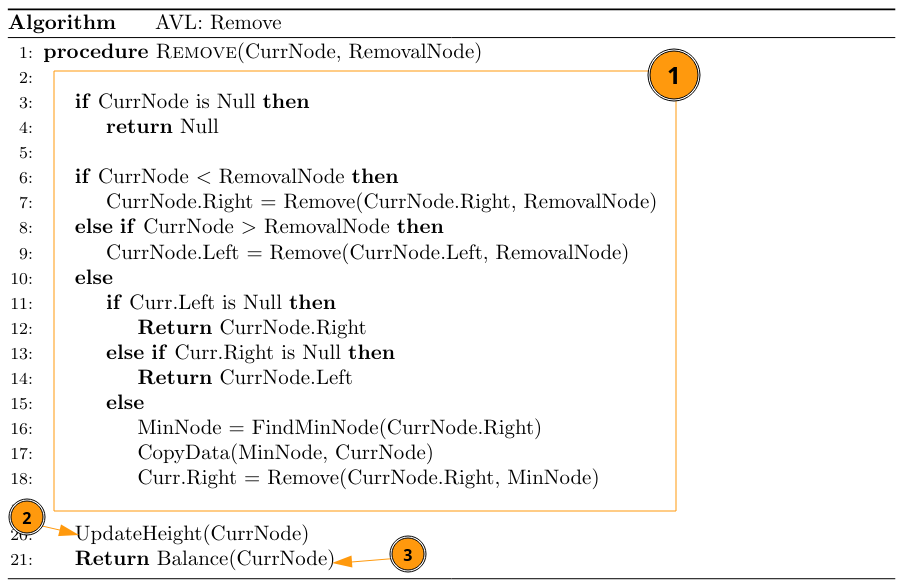 Algorithm AVL: Remove
1: procedure REMOVE(CurrNode, RemovalNode)
1
2:
3: if CurrNode is Null then
4: return Null
5:
6: if CurrNode < RemovalNode then
7: CurrNode.Right = Remove(CurrNode.Right, RemovalNode)
8: else if CurrNode > RemovalNode then
9: CurrNode.Left = Remove(CurrNode.Left, RemovalNode)
10: else
11: if Curr.Left is Null then
12: Return CurrNode.Right
13: else if Curr.Right is Null then
14: Return CurrNode.Left
15: else
16: MinNode = FindMinNode(CurrNode.Right)
17: CopyData(MinNode, CurrNode)
18: Curr.Right = Remove(CurrNode.Right, MinNode)
2
20: UpdateHeight(CurrNode)
21: Return Balance(CurrNode)
3